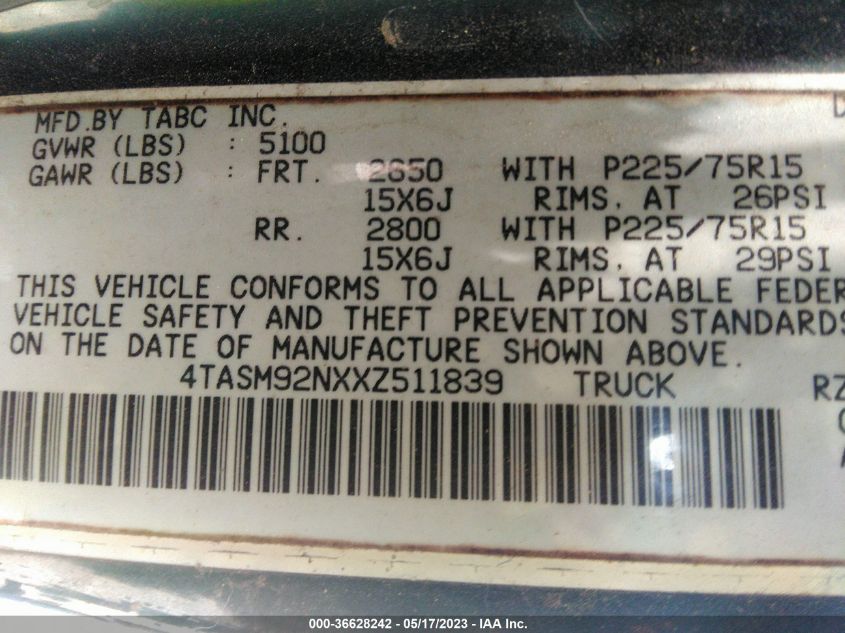 MFD.BY TABC INC.
GVWR (LBS) : 5100
GAWR (LBS) : FRT. 2650 WITH P225/75R15
15X6J RIMS, AT 26PSI
RR. 2800 WITH P225/75R15
15X6J RIMS, AT 29PSI
THIS VEHICLE CONFORMS TO ALL APPLICABLE FEDER
VEHICLE SAFETY AND THEFT PREVENTION STANDARDS
ON THE DATE OF MANUFACTURE SHOWN ABOVE.
4TASM92NXXZ511839 TRUCK RZ
000-36628242 - 05/17/2023 - IAA Inc.